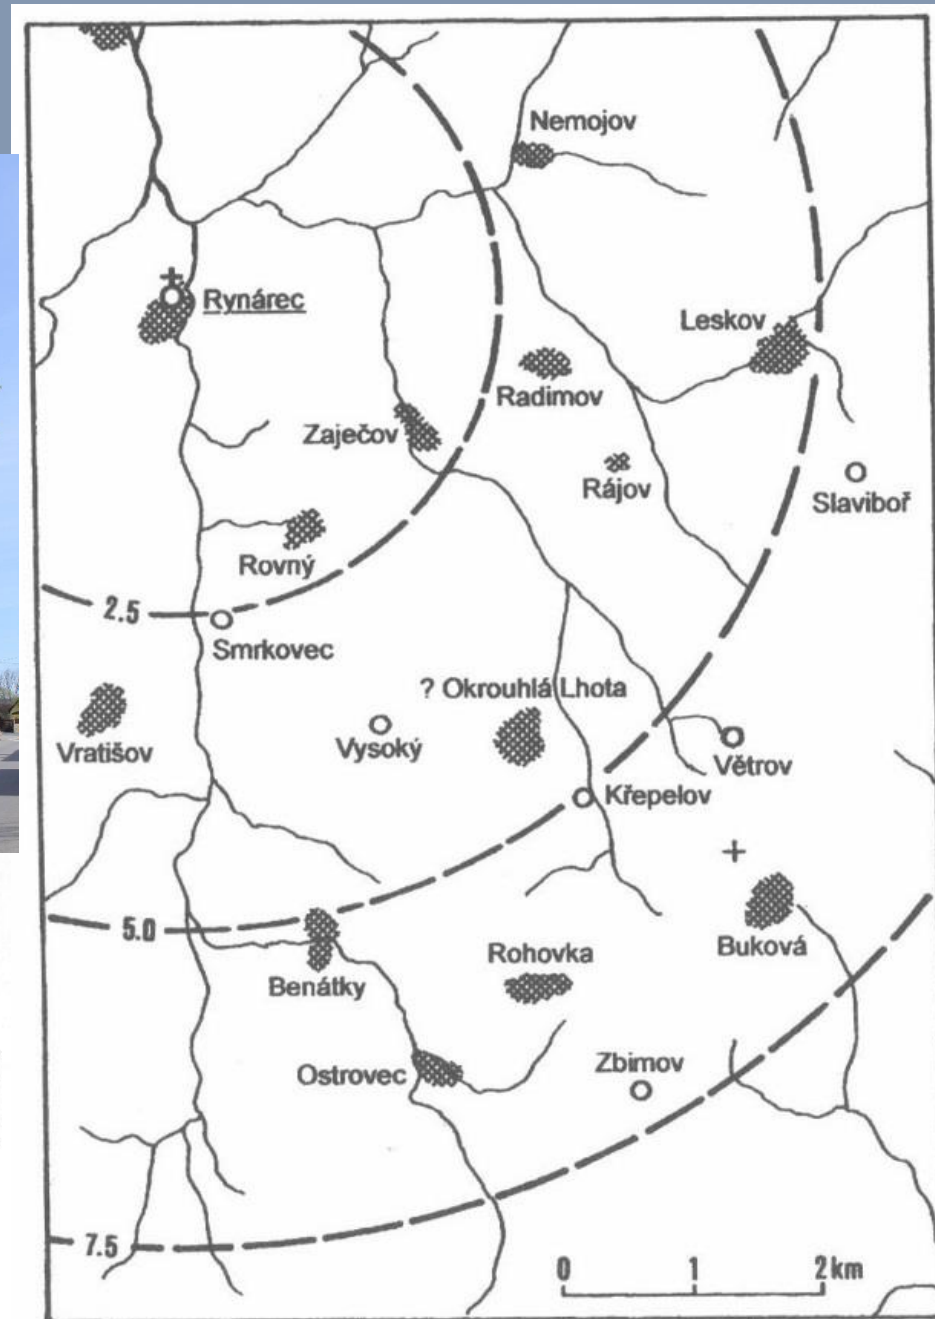 Nemojov
Rynárec
Leskov
Radimov
Zaječov
Rájov
Slaviboř
Rovný
2.5
Smrkovec
? Okrouhlá Lhota
Vratišov
Vysoký
Větrov
Křepelov
5.0
Buková
Rohovka
Benátky
Ostrovec
Zbimov
7.5
0 1 2 km